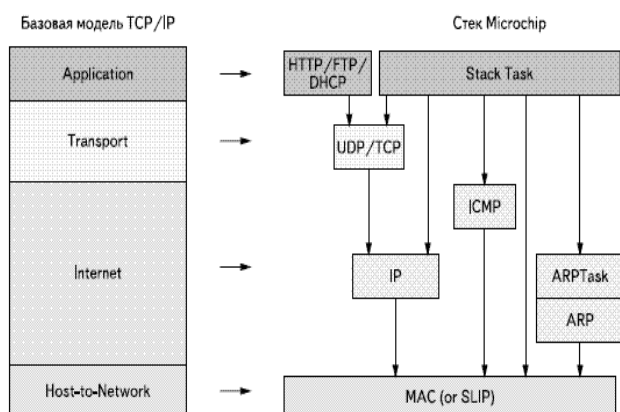 Базовая модель TCP/IP
Стек Microchip
Application
HTTP/FTP/
DHCP
Stack Task
Transport
UDP/TCP
ICMP
Internet
IP
ARPTask
ARP
Host-to-Network
MAC (or SLIP)